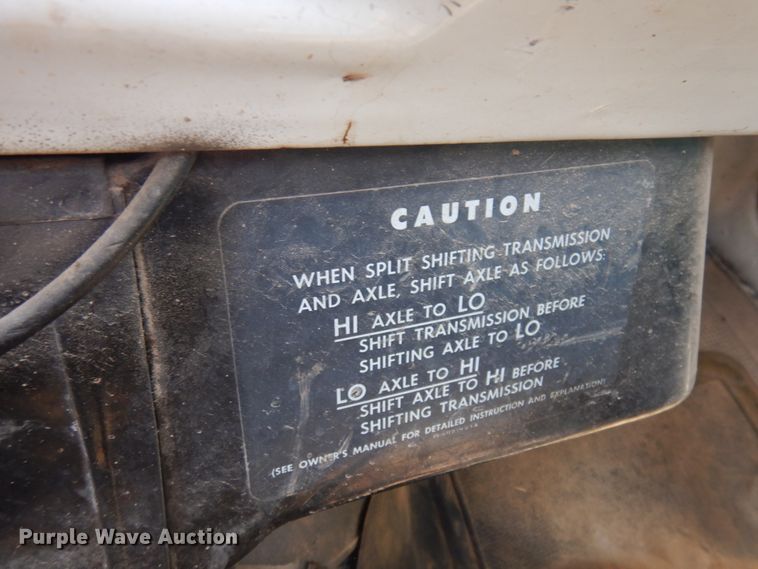 CAUTION
WHEN SPLIT SHIFTING TRANSMISSION
AND AXLE, SHIFT AXLE AS FOLLOWS:
HI AXLE TO LO
SHIFT TRANSMISSION BEFORE
SHIFTING AXLE TO LO
LO AXLE TO HI
SHIFT AXLE TO HI BEFORE
SHIFTING TRANSMISSION
(SEE OWNER'S MANUAL FOR DETAILED INSTRUCTION AND EXPLANATION)
Purple Wave Auction